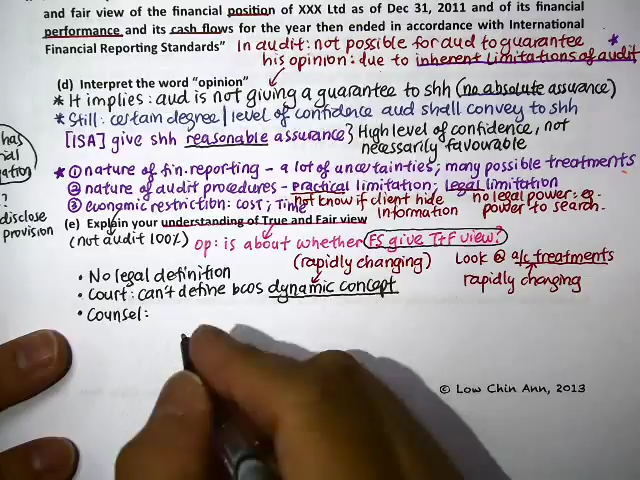 and fair view of the financial position of XXX Ltd as of Dec 31, 2011 and of its financial
performance and its cash flows for the year then ended in accordance with International
Financial Reporting Standards"
In audit: not possible for aud to guarantee *
his opinion: due to inherent limitations of audit
(d) Interpret the word "opinion"
* It implies: aud is not giving a guarantee to shh (no absolute assurance)
* Still: certain degree / level of confidence aud shall convey to shh
[ISA] give shh reasonable assurance? High level of confidence, not
necessarily favourable
* ① nature of fin. reporting - a lot of uncertainties; many possible treatments
② nature of audit procedures - practical limitation; legal limitation
③ economic restriction: cost; Time
not know if client hide
information
no legal power: eg.
power to search.
has
?
disclose
provision
(e) Explain your understanding of True and Fair view
(not audit 100%)
op: is about whether FS give T+F view?
(rapidly changing)
Look @ a/c treatments
rapidly changing
• No legal definition
• Court: can't define bcos dynamic concept
• Counsel:
© Low Chin Ann, 2013